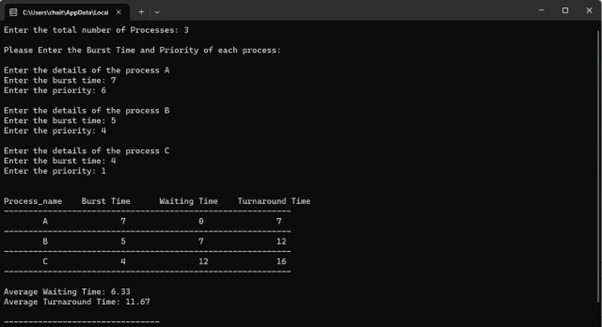 C:\Users\chait\AppData\Local
Enter the total number of Processes: 3
Please Enter the Burst Time and Priority of each process:
Enter the details of the process A
Enter the burst time: 7
Enter the priority: 6
Enter the details of the process B
Enter the burst time: 5
Enter the priority: 4
Enter the details of the process C
Enter the burst time: 4
Enter the priority: 1
Process_name Burst Time Waiting Time Turnaround Time
A 7 0 7
B 5 7 12
C 4 12 16
Average Waiting Time: 6.33
Average Turnaround Time: 11.67